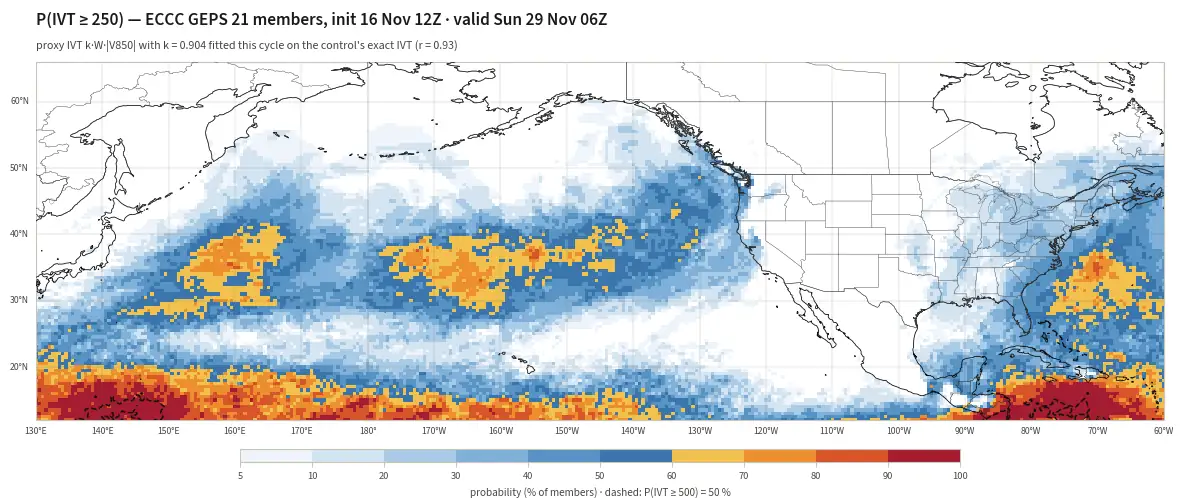 P(IVT ≥ 250) — ECCC GEPS 21 members, init 16 Nov 12Z · valid Sun 29 Nov 06Z
proxy IVT k·W·|V850| with k = 0.904 fitted this cycle on the control's exact IVT (r = 0.93)
60°N
50°N
40°N
30°N
20°N
130°E 140°E 150°E 160°E 170°E 180° 170°W 160°W 150°W 140°W 130°W 120°W 110°W 100°W 90°W 80°W 70°W 60°W
5 10 20 30 40 50 60 70 80 90 100
probability (% of members) · dashed: P(IVT ≥ 500) = 50 %